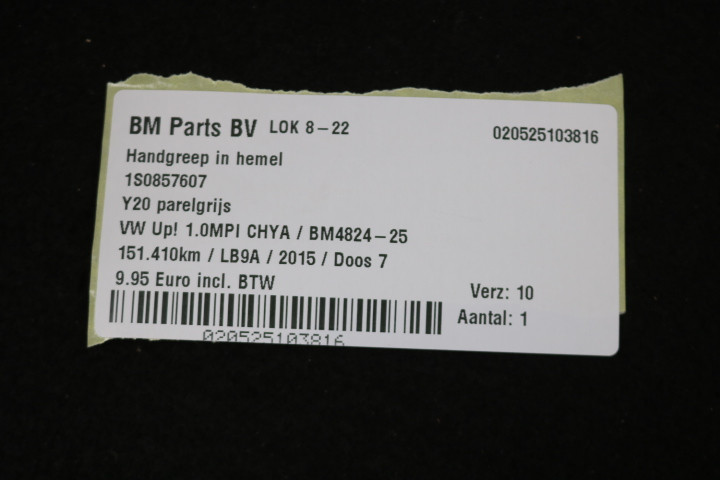 BM Parts BV LOK 8-22 020525103816
Handgreep in hemel
1S0857607
Y20 parelgrijs
VW Up! 1.0MPI CHYA / BM4824-25
151.410km / LB9A / 2015 / Doos 7
9.95 Euro incl. BTW
Verz: 10
Aantal: 1
020525103816